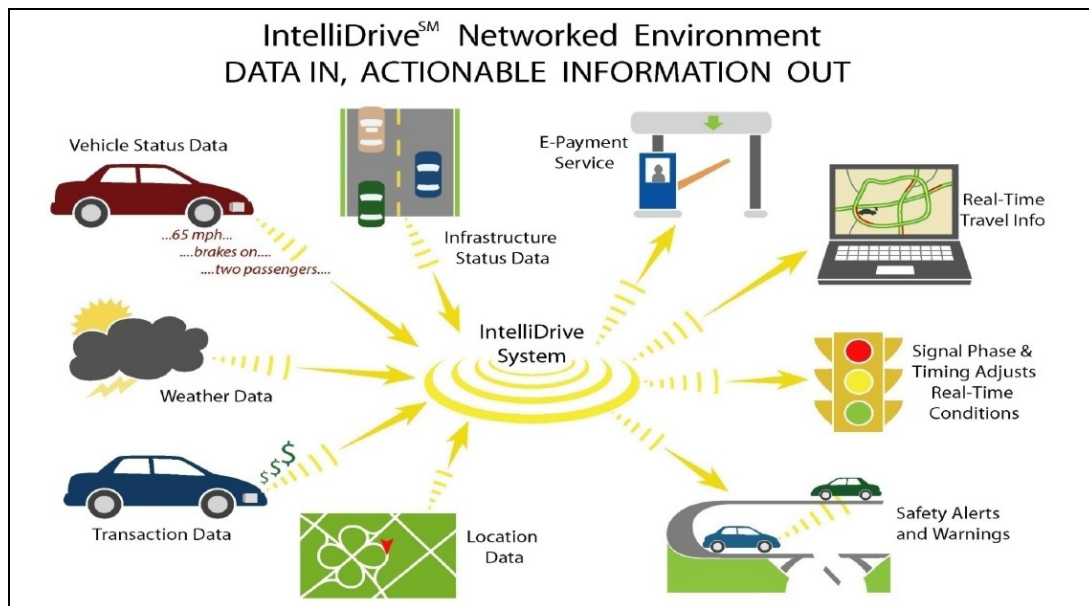 IntelliDrive℠ Networked Environment
DATA IN, ACTIONABLE INFORMATION OUT
Vehicle Status Data
...65 mph...
....brakes on...
....two passengers....
Infrastructure
Status Data
E-Payment
Service
Real-Time
Travel Info
IntelliDrive
System
Weather Data
Signal Phase &
Timing Adjusts
Real-Time
Conditions
$$$
Transaction Data
Location
Data
Safety Alerts
and Warnings